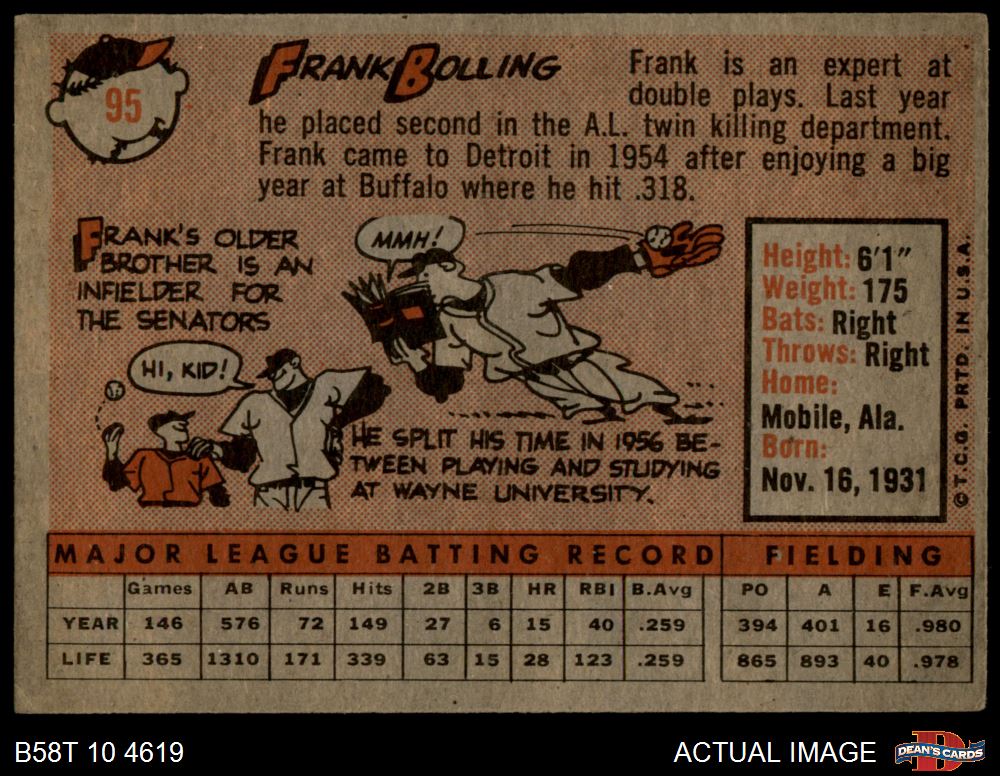 95
FRANK BOLLING
Frank is an expert at
double plays. Last year
he placed second in the A.L. twin killing department.
Frank came to Detroit in 1954 after enjoying a big
year at Buffalo where he hit .318.
FRANK'S OLDER
BROTHER IS AN
INFIELDER FOR
THE SENATORS
HI, KID!
MMH!
HE SPLIT HIS TIME IN 1956 BE-
TWEEN PLAYING AND STUDYING
AT WAYNE UNIVERSITY.
Height: 6'1"
Weight: 175
Bats: Right
Throws: Right
Home:
Mobile, Ala.
Born:
Nov. 16, 1931
©T.C.G. PRTD. IN U.S.A.
MAJOR LEAGUE BATTING RECORD FIELDING
Games AB Runs Hits 2B 3B HR RBI B.Avg PO A E F.Avg
YEAR 146 576 72 149 27 6 15 40 .259 394 401 16 .980
LIFE 365 1310 171 339 63 15 28 123 .259 865 893 40 .978
B58T 10 4619
ACTUAL IMAGE
D
DEAN'S CARDS